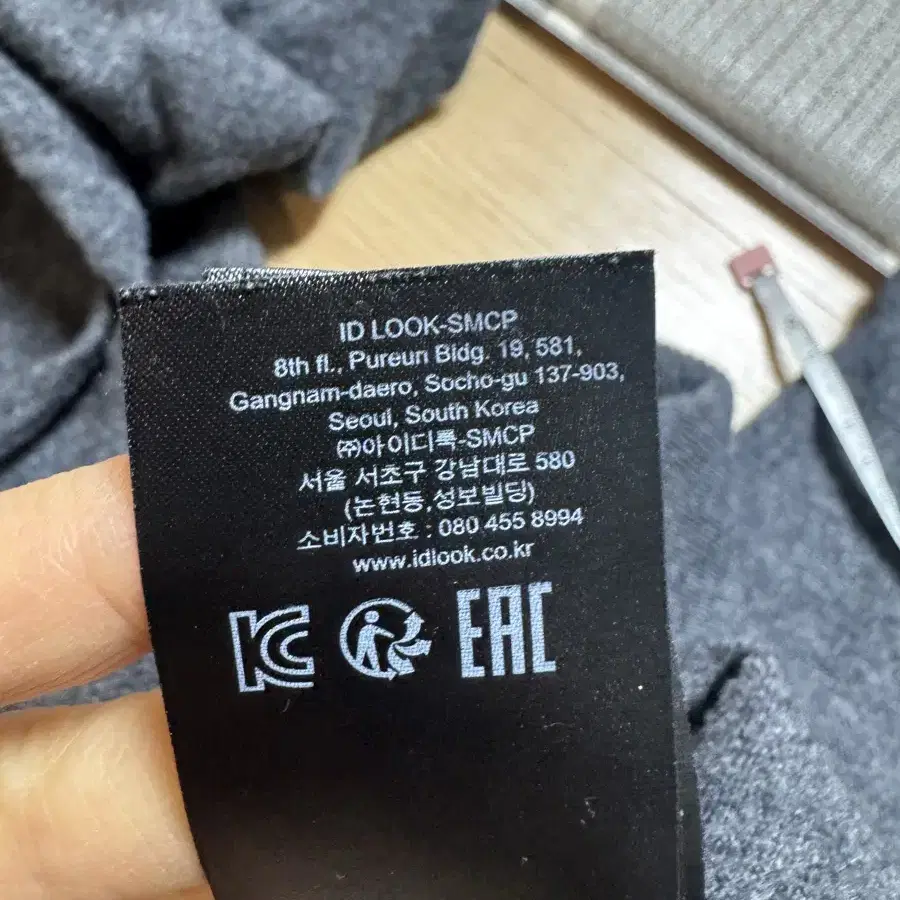 ID LOOK-SMCP
8th fl., Pureun Bidg. 19, 581,
Gangnam-daero, Socho-gu 137-903,
Seoul, South Korea
㈜아이디룩-SMCP
서울 서초구 강남대로 580
(논현동,성보빌딩)
소비자번호 : 080 455 8994
www.idlook.co.kr
KC EAC